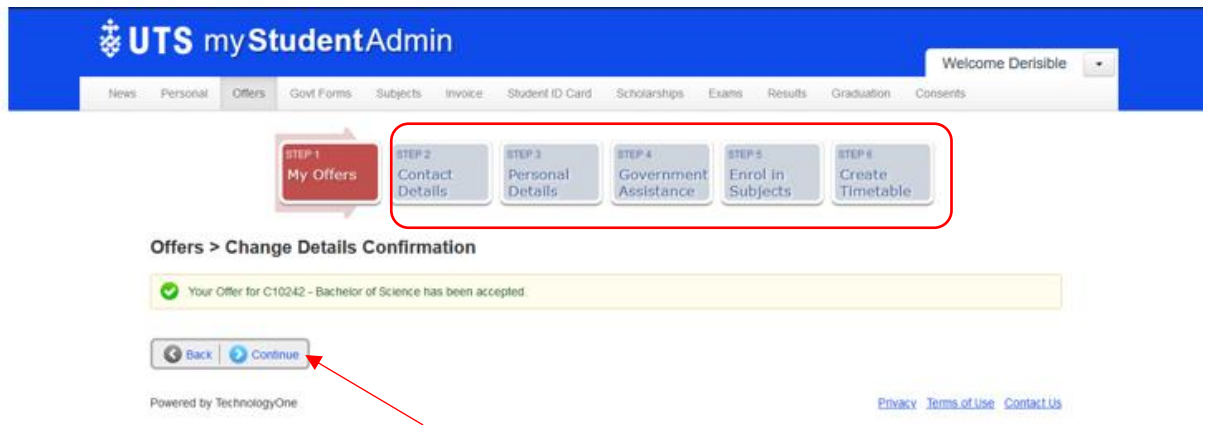 UTS myStudentAdmin
Welcome Derisible
News Personal Offers Govt Forms Subjects Invoice Student ID Card Scholarships Exams Results Graduation Consents
STEP 1 STEP 2 STEP 3 STEP 4 STEP 5 STEP 6
My Offers Contact Personal Government Enrol in Create
Details Details Assistance Subjects Timetable
Offers > Change Details Confirmation
Your Offer for C10242 - Bachelor of Science has been accepted.
Back Continue
Powered by TechnologyOne Privacy Terms of Use Contact Us